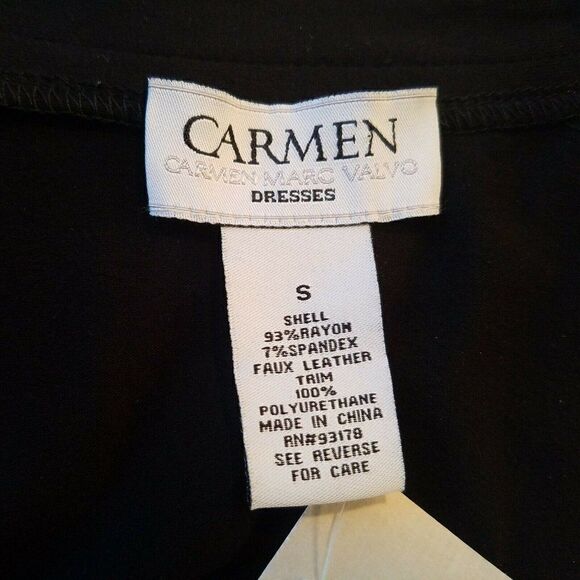 CARMEN
CARMEN MARC VALVO
DRESSES
S
SHELL
93%RAYON
7%SPANDEX
FAUX LEATHER
TRIM
100%
POLYURETHANE
MADE IN CHINA
RN#93178
SEE REVERSE
FOR CARE